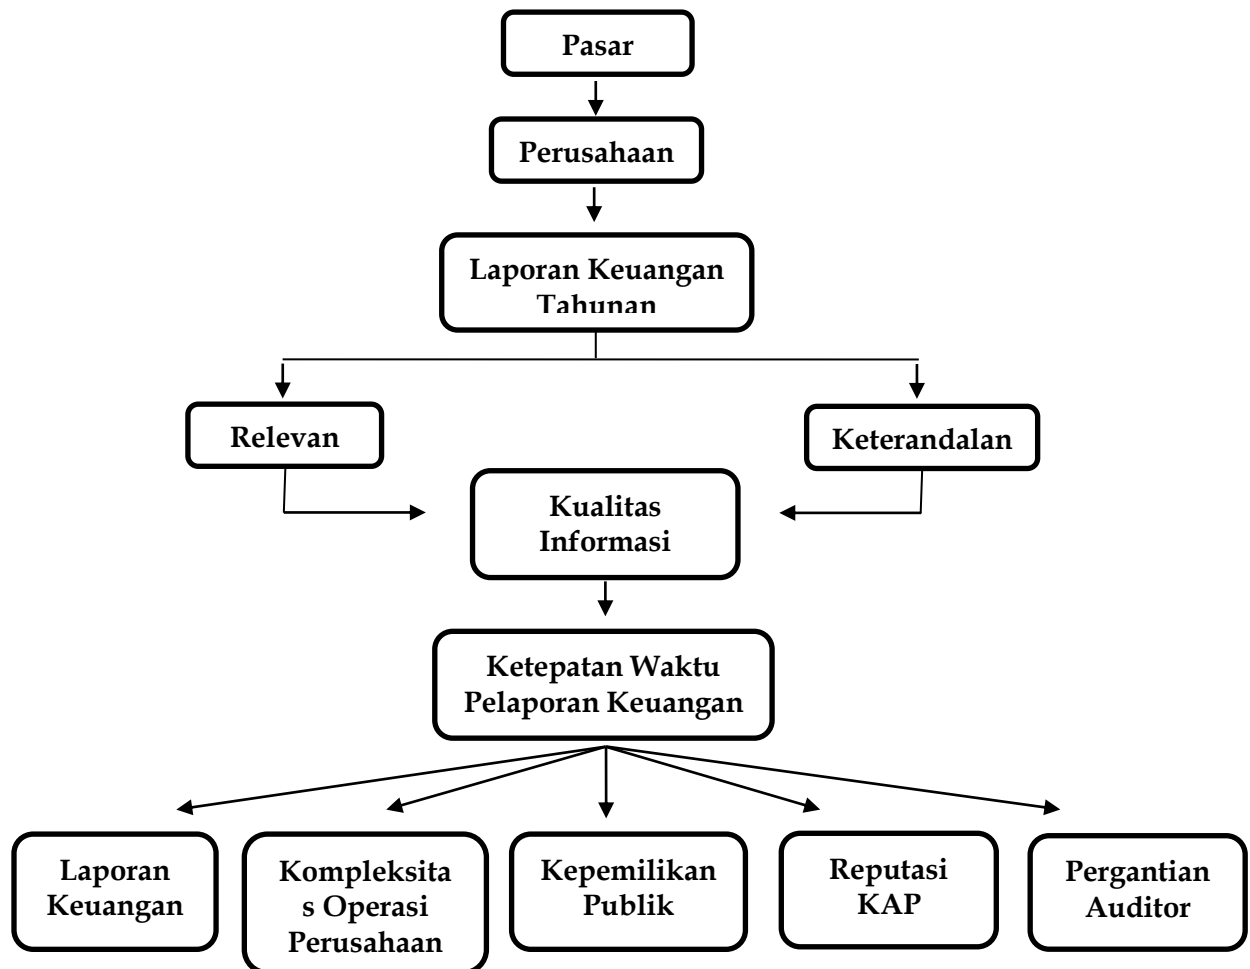 Pasar
Perusahaan
Laporan Keuangan
Tahunan
Relevan
Keterandalan
Kualitas
Informasi
Ketepatan Waktu
Pelaporan Keuangan
Laporan
Keuangan
Kompleksita
s Operasi
Perusahaan
Kepemilikan
Publik
Reputasi
KAP
Pergantian
Auditor